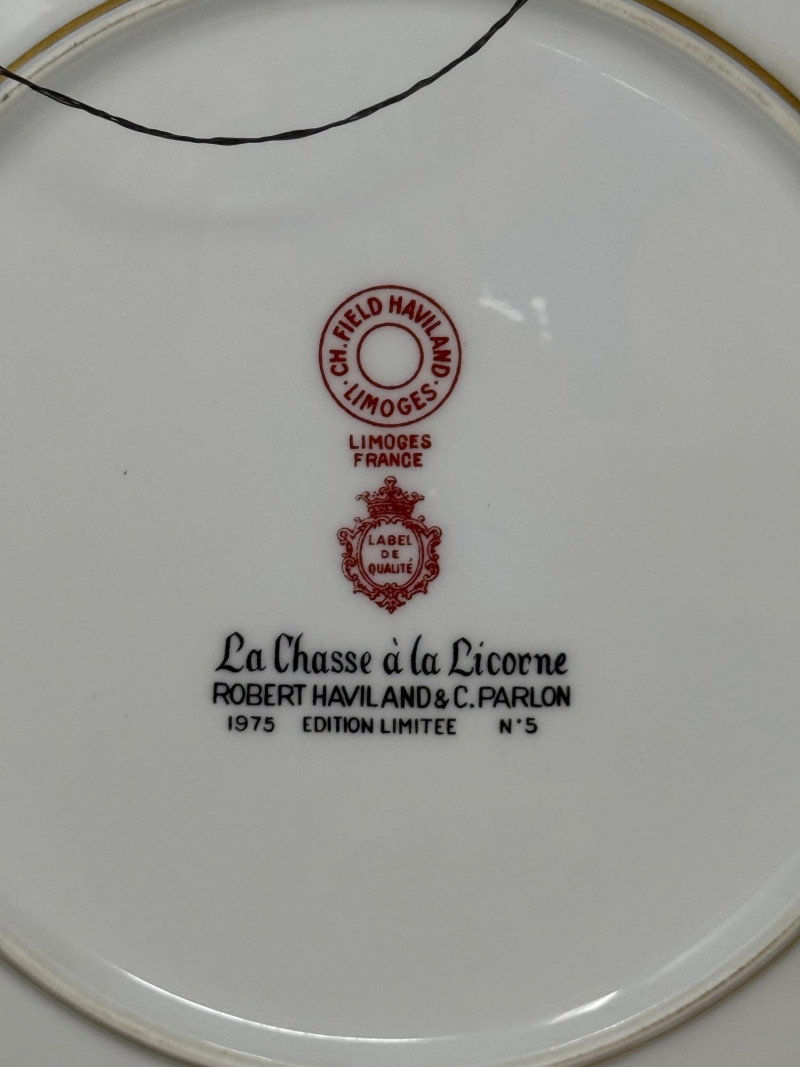 CH. FIELD HAVILAND
· LIMOGES ·
LIMOGES
FRANCE
LABEL
DE
QUALITÉ
La Chasse à la Licorne
ROBERT HAVILAND & C. PARLON
1975 EDITION LIMITEE N°5